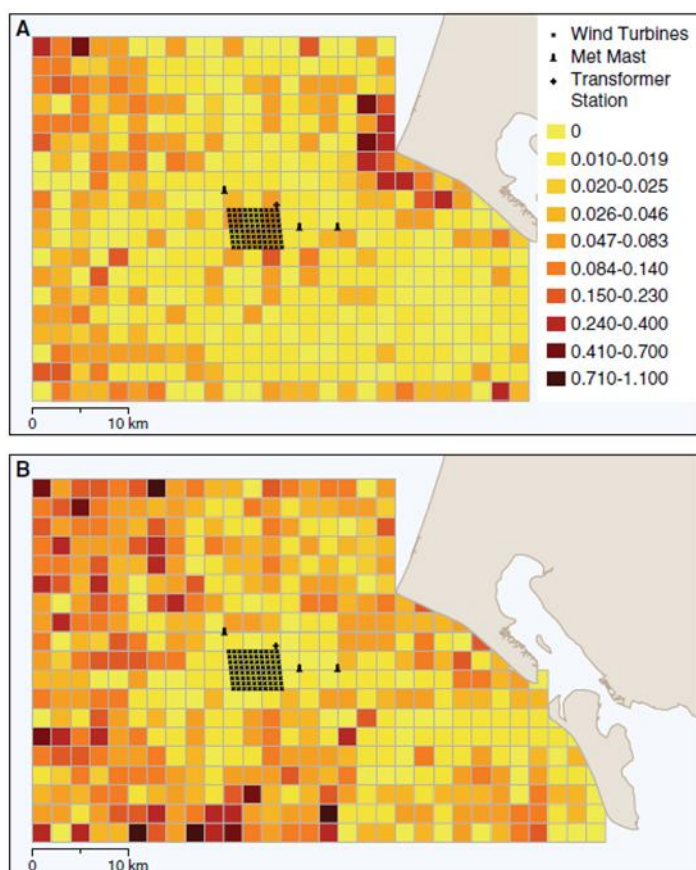 A
Wind Turbines
Met Mast
Transformer
Station
0
0.010-0.019
0.020-0.025
0.026-0.046
0.047-0.083
0.084-0.140
0.150-0.230
0.240-0.400
0.410-0.700
0.710-1.100
0 10 km
B
0 10 km